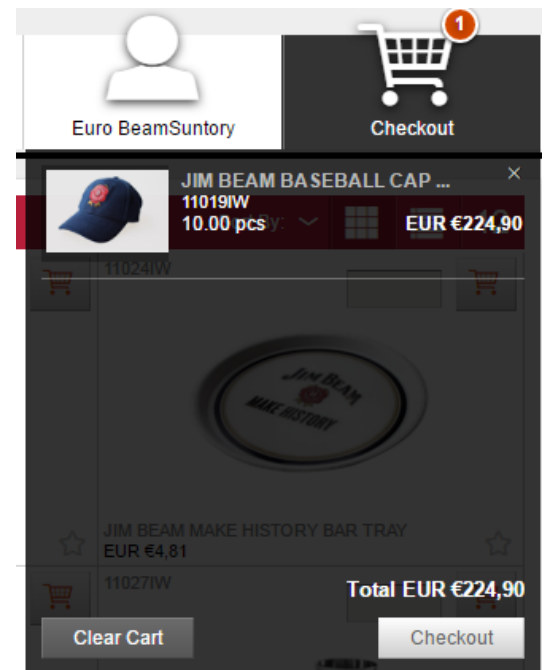 1
Euro BeamSuntory
Checkout
JIM BEAM BASEBALL CAP ...
×
11019IW
10.00 pcs
By:
EUR €224,90
11024IW
JIM BEAM
MAKE HISTORY
JIM BEAM MAKE HISTORY BAR TRAY
EUR €4,81
11027IW
Total EUR €224,90
Clear Cart
Checkout